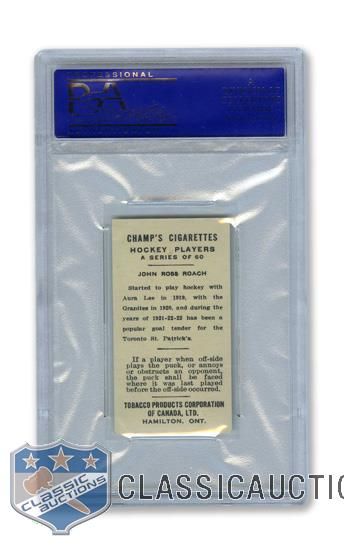 PROFESSIONAL
PSA
CHAMP'S CIGARETTES
HOCKEY PLAYERS
A SERIES OF 60
JOHN ROSS ROACH
Started to play hockey with
Aura Lee in 1919, with the
Granites in 1920, and during the
years of 1921-22-23 has been a
popular goal tender for the
Toronto St. Patrick's.
If a player when off-side
plays the puck, or annoys
or obstructs an opponent,
the puck shall be faced
where it was last played
before the off-side occurred.
TOBACCO PRODUCTS CORPORATION
OF CANADA, LTD.
HAMILTON, ONT.
CLASSIC
AUCTIONS
CLASSICAUCTIO